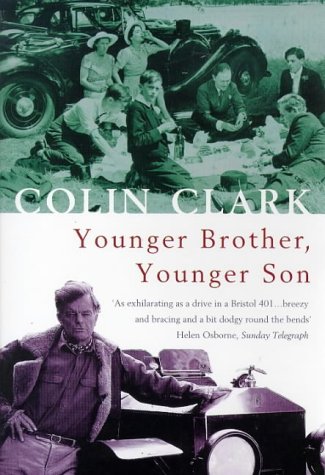 COLIN CLARK
Younger Brother,
Younger Son
‘As exhilarating as a drive in a Bristol 401...breezy
and bracing and a bit dodgy round the bends’
Helen Osborne, Sunday Telegraph